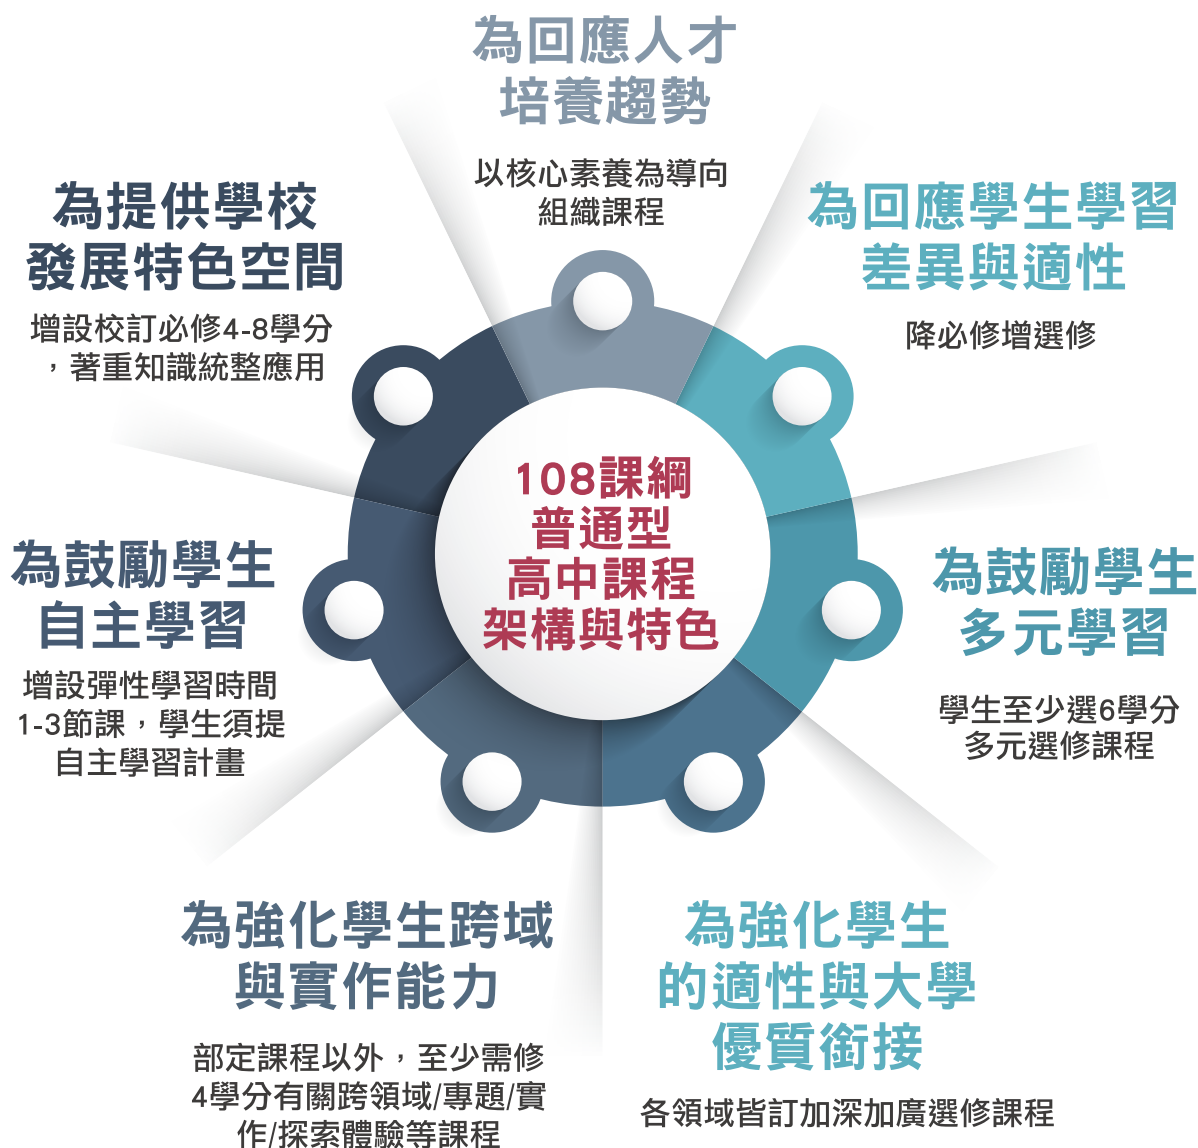 為回應人才
培養趨勢
以核心素養為導向
組織課程
為回應學生學習
差異與適性
降必修增選修
為鼓勵學生
多元學習
學生至少選6學分
多元選修課程
為強化學生
的適性與大學
優質銜接
各領域皆訂加深加廣選修課程
為強化學生跨域
與實作能力
部定課程以外，至少需修
4學分有關跨領域/專題/實
作/探索體驗等課程
為鼓勵學生
自主學習
增設彈性學習時間
1-3節課，學生須提
自主學習計畫
為提供學校
發展特色空間
增設校訂必修4-8學分
，著重知識統整應用
108課綱
普通型
高中課程
架構與特色